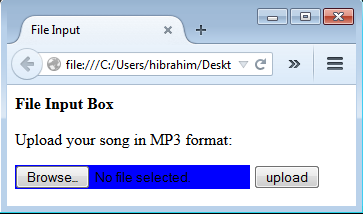 File Input
file:///C:/Users/hibrahim/Deskt
File Input Box
Upload your song in MP3 format:
Browse.. No file selected.
upload